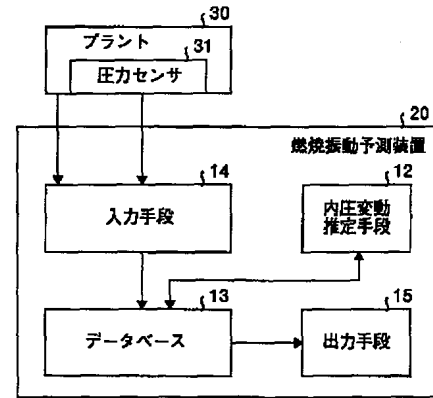 30
プラント
31
圧力センサ
20
燃焼振動予測装置
14
入力手段
12
内圧変動
推定手段
13
データベース
15
出力手段